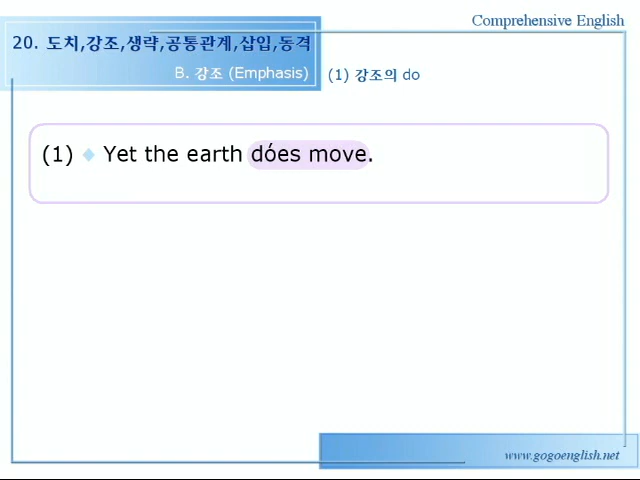 Comprehensive English
20. 도치,강조,생략,공통관계,삽입,동격
B. 강조 (Emphasis)
(1) 강조의 do
(1) ◆ Yet the earth dóes move.
www.gogoenglish.net